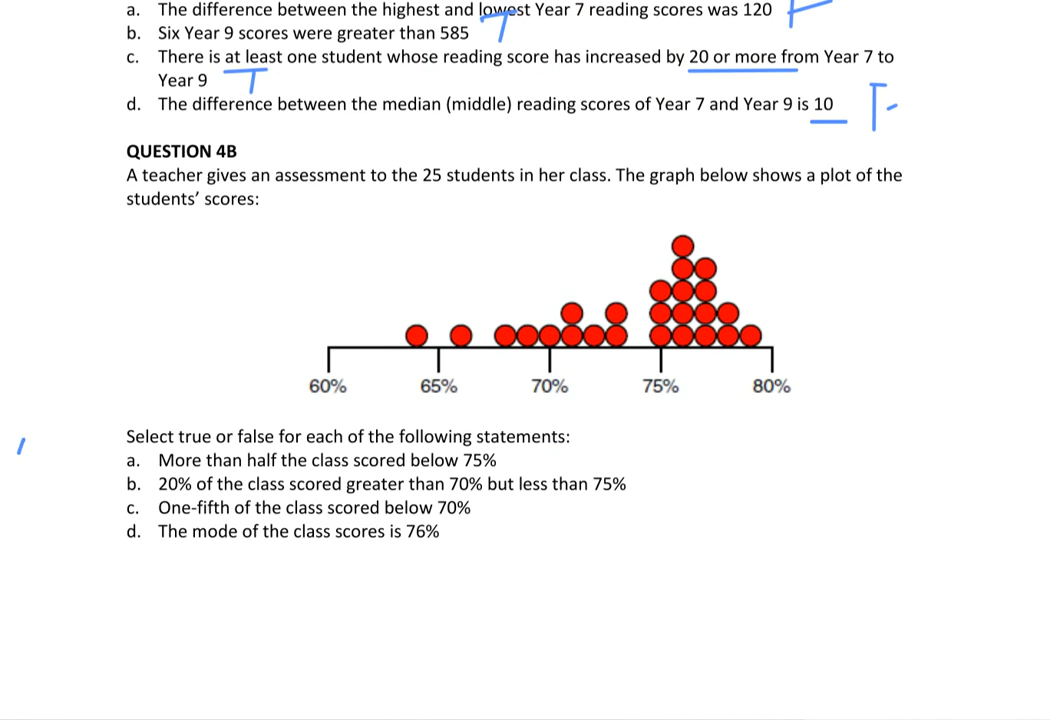 a. The difference between the highest and lowest Year 7 reading scores was 120
b. Six Year 9 scores were greater than 585 T
c. There is at least one student whose reading score has increased by 20 or more from Year 7 to
Year 9 T
d. The difference between the median (middle) reading scores of Year 7 and Year 9 is 10
QUESTION 4B
A teacher gives an assessment to the 25 students in her class. The graph below shows a plot of the
students' scores:
60% 65% 70% 75% 80%
Select true or false for each of the following statements:
a. More than half the class scored below 75%
b. 20% of the class scored greater than 70% but less than 75%
c. One-fifth of the class scored below 70%
d. The mode of the class scores is 76%